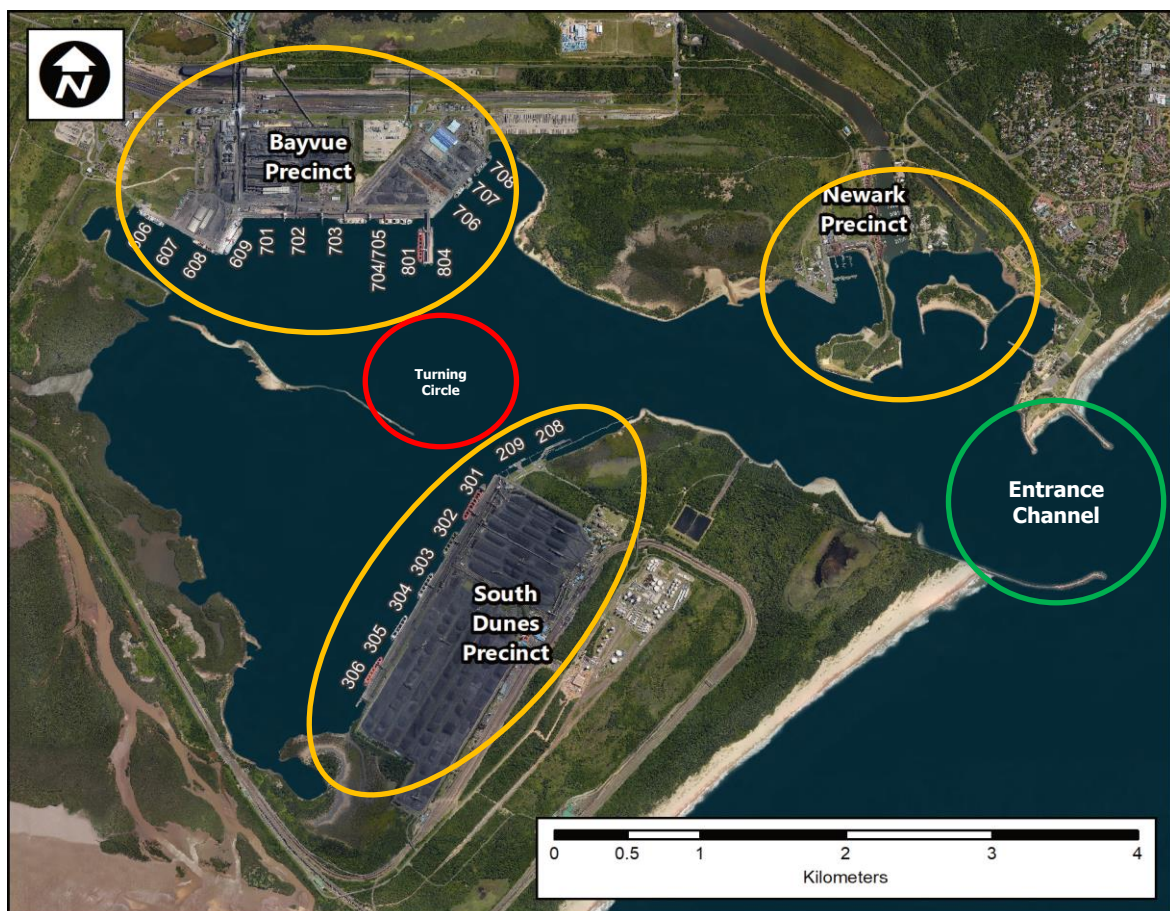 N
Bayvue
Precinct
606
607
608
609
701
702
703
704/705
801
804
706
707
708
Newark
Precinct
Turning
Circle
Entrance
Channel
208
209
301
302
303
304
305
306
South
Dunes
Precinct
0 0.5 1 2 3 4
Kilometers